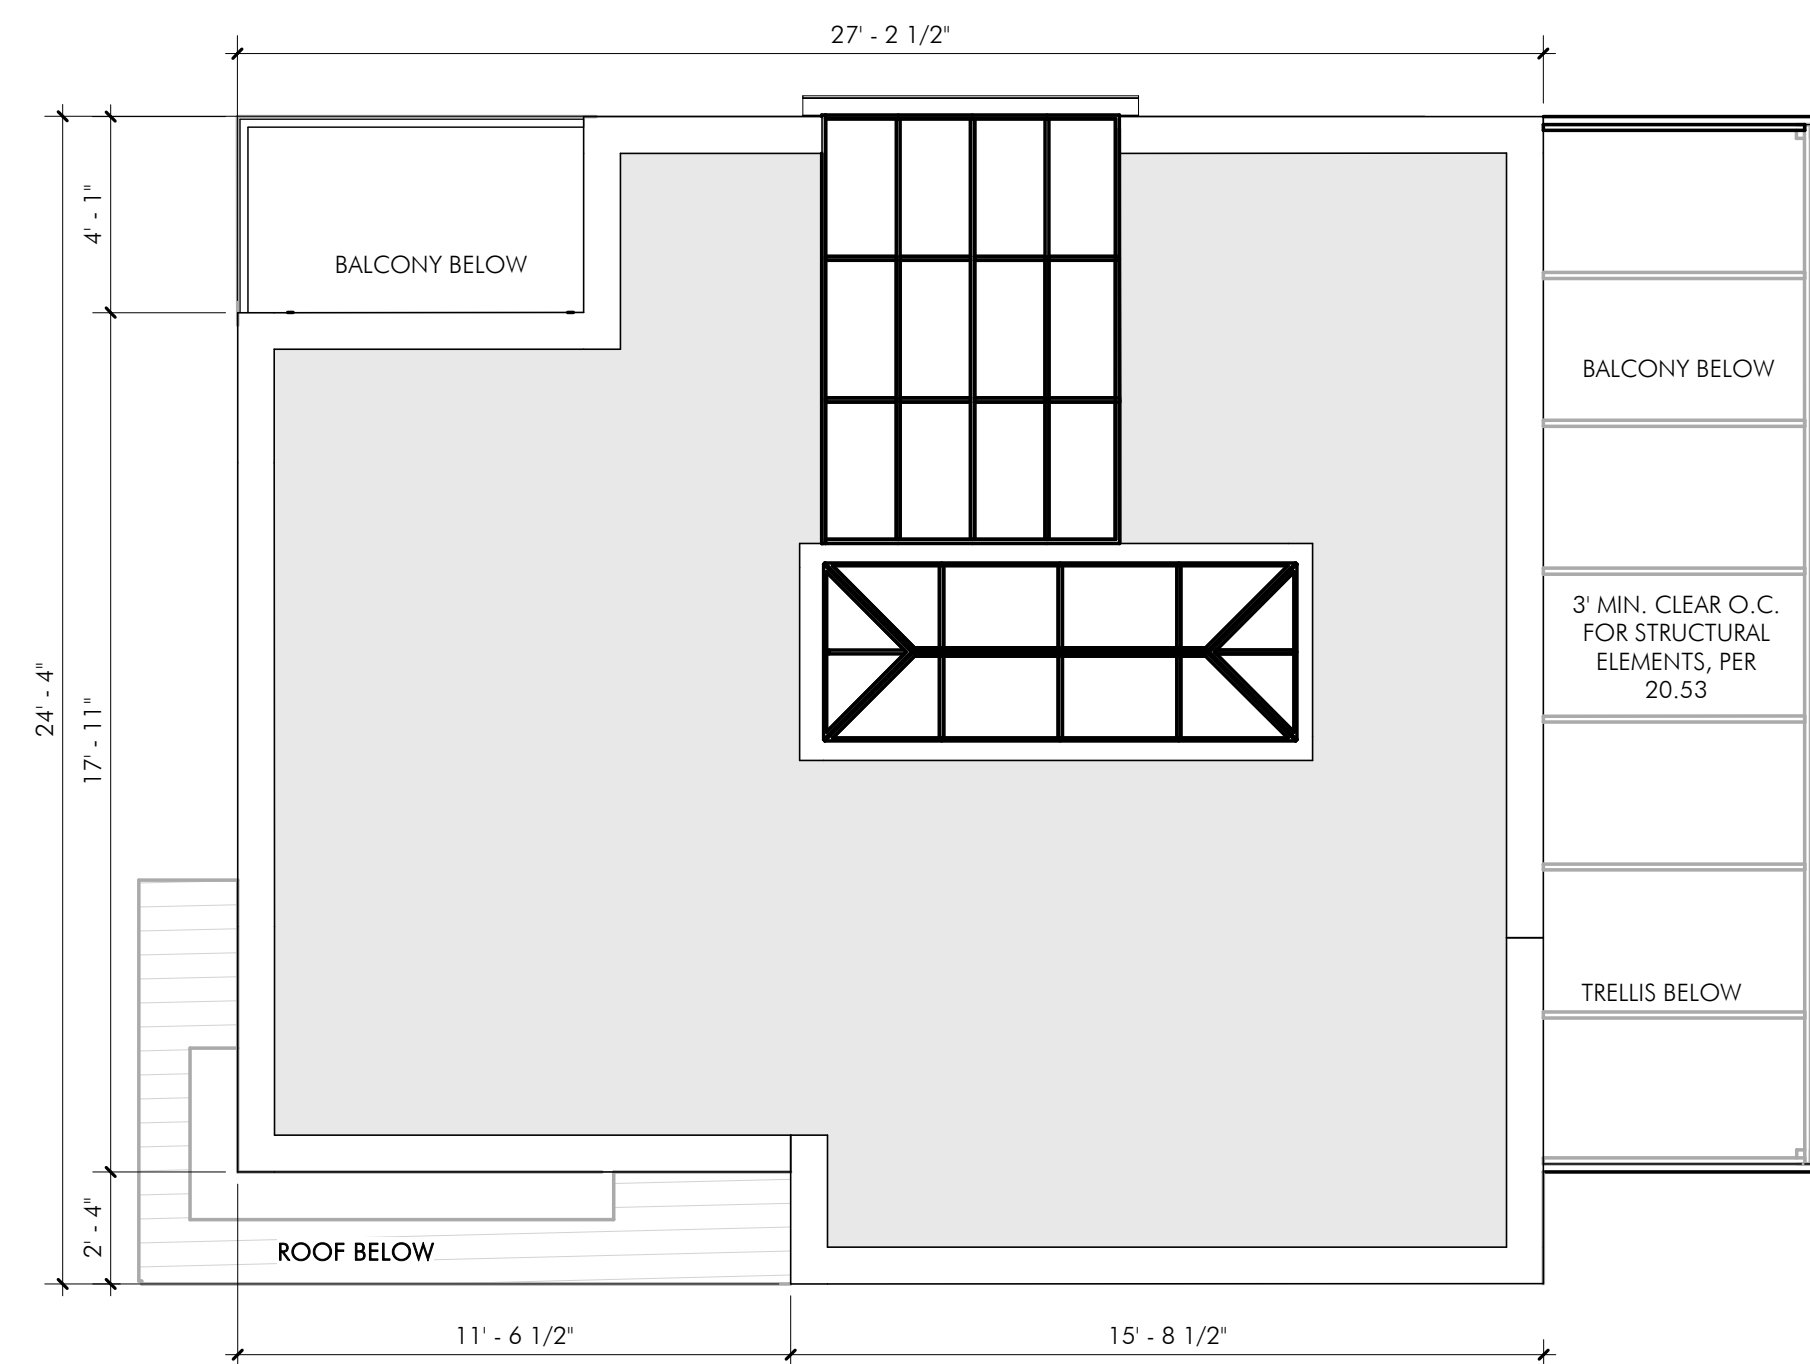 27' - 2 1/2"
4' - 1"
BALCONY BELOW
BALCONY BELOW
3' MIN. CLEAR O.C.
FOR STRUCTURAL
ELEMENTS, PER
20.53
24' - 4"
17' - 11"
TRELLIS BELOW
2' - 4"
ROOF BELOW
11' - 6 1/2"
15' - 8 1/2"